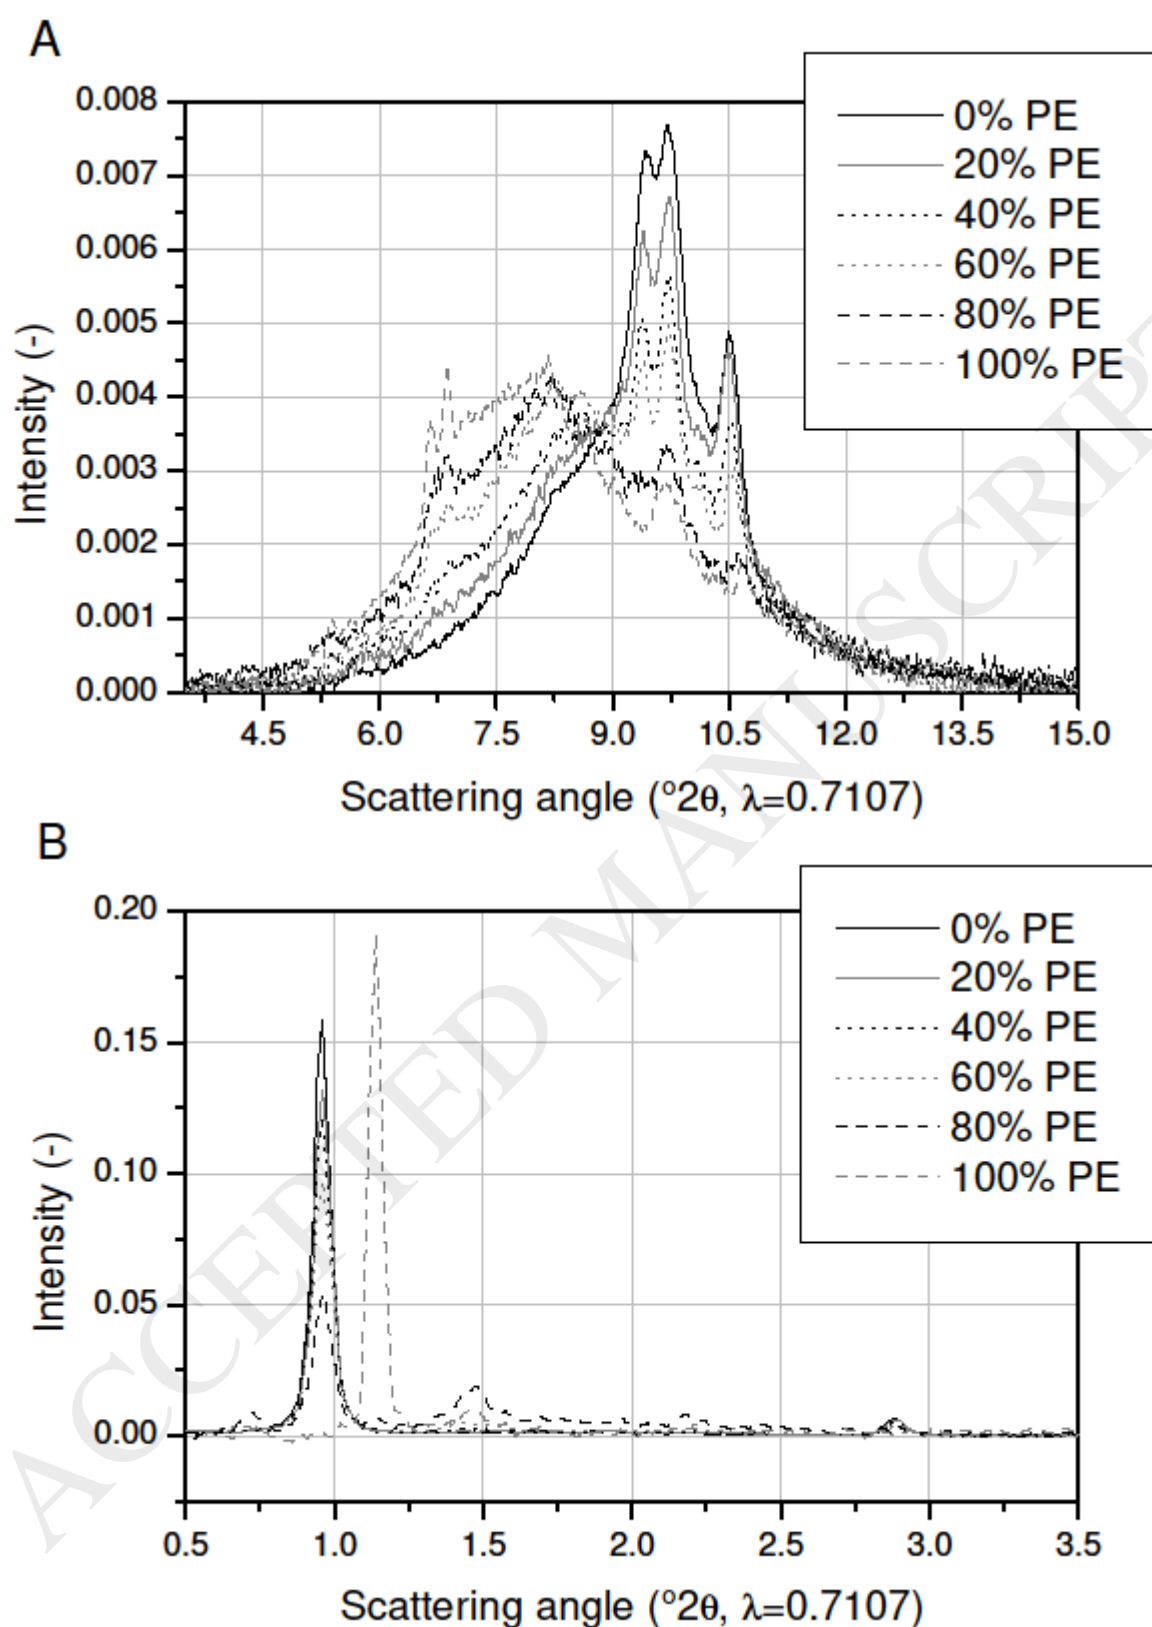 A
0.008
0.007
0.006
0.005
0.004
0.003
0.002
0.001
0.000
Intensity (-)
4.5 6.0 7.5 9.0 10.5 12.0 13.5 15.0
Scattering angle (°2θ, λ=0.7107)
0% PE
20% PE
40% PE
60% PE
80% PE
100% PE
B
0.20
0.15
0.10
0.05
0.00
Intensity (-)
0.5 1.0 1.5 2.0 2.5 3.0 3.5
Scattering angle (°2θ, λ=0.7107)
0% PE
20% PE
40% PE
60% PE
80% PE
100% PE
ACCEPTED MANUSCRIPT